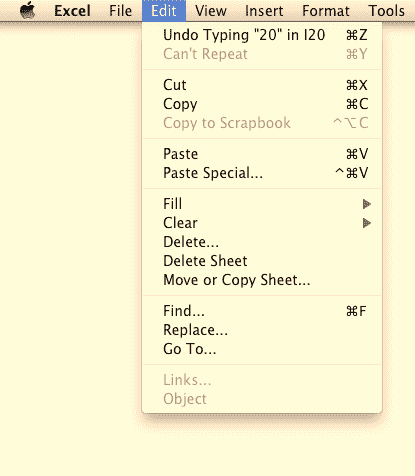 Excel File Edit View Insert Format Tools
Undo Typing "20" in I20 ⌘Z
Can't Repeat ⌘Y
Cut ⌘X
Copy ⌘C
Copy to Scrapbook ^⌥C
Paste ⌘V
Paste Special... ^⌘V
Fill
Clear
Delete...
Delete Sheet
Move or Copy Sheet...
Find... ⌘F
Replace...
Go To...
Links...
Object